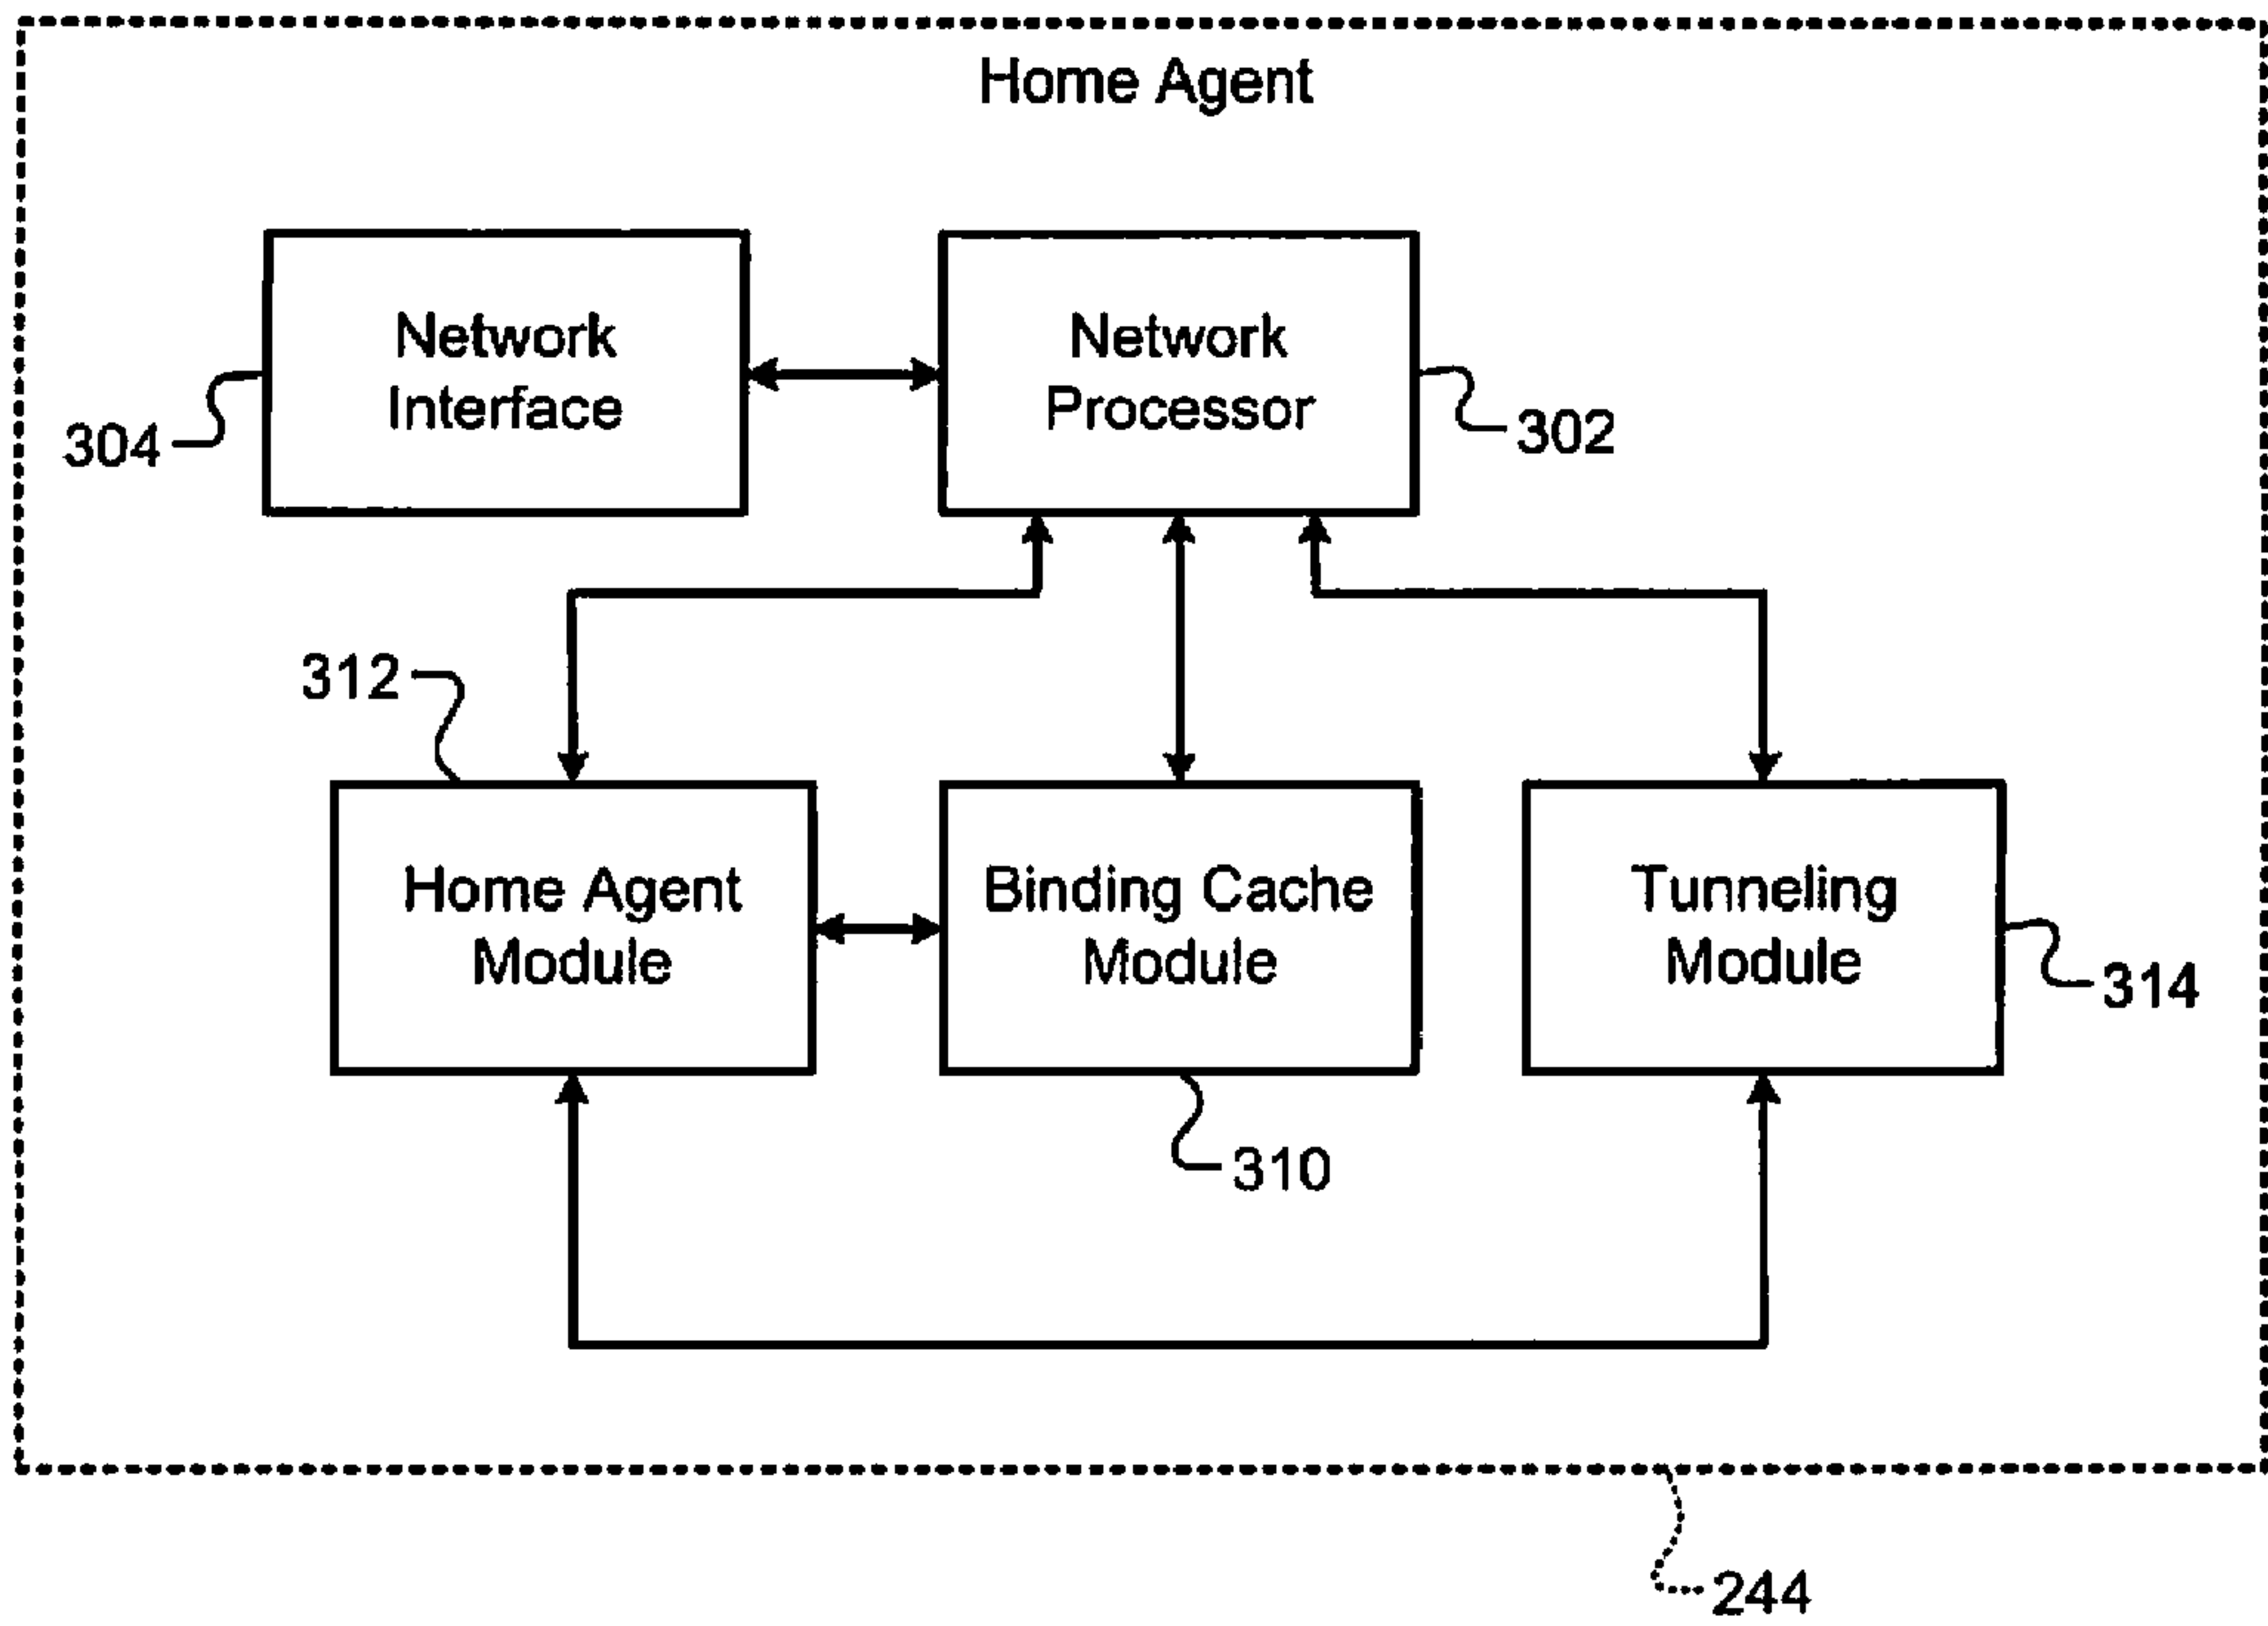 Home Agent
Network
Interface
Network
Processor
304
302
312
Home Agent
Module
Binding Cache
Module
Tunneling
Module
314
310
244